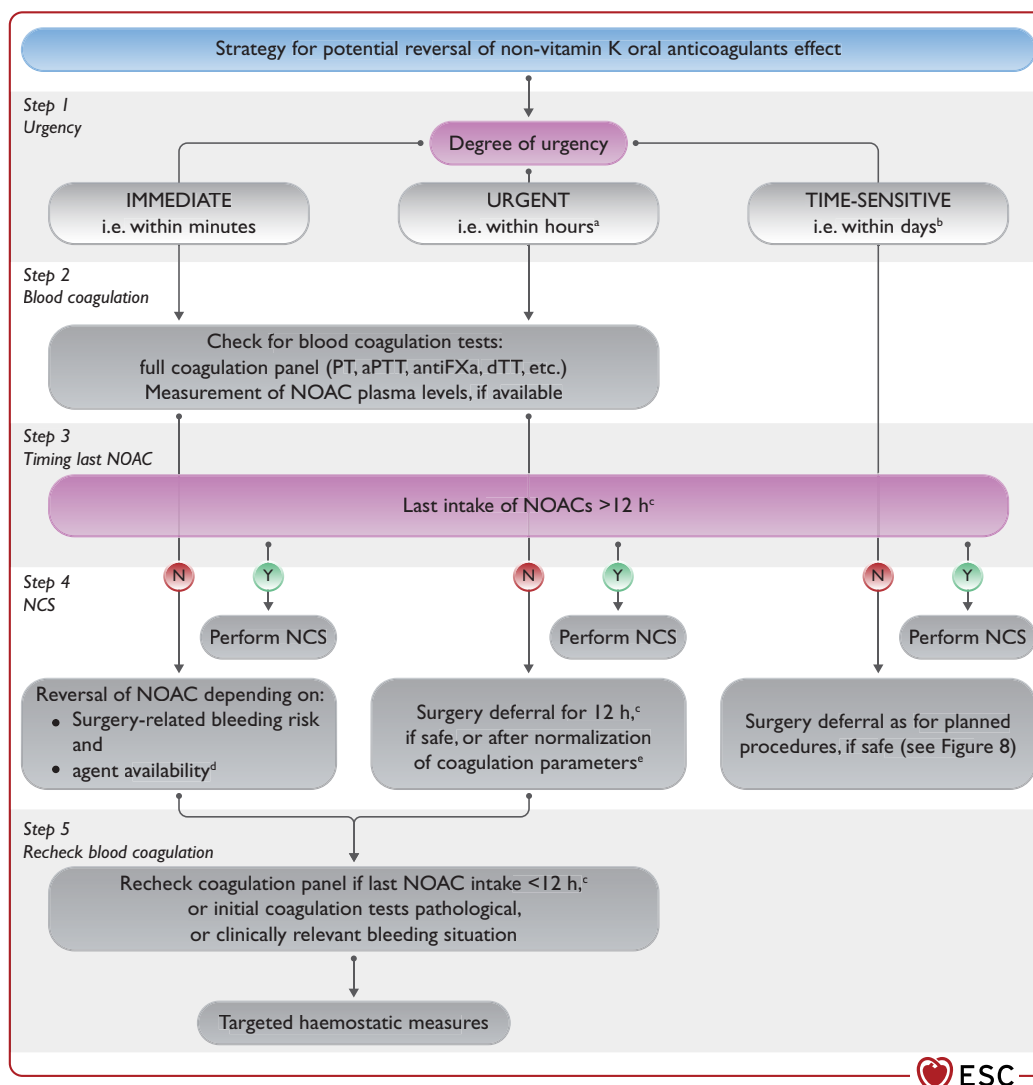 Strategy for potential reversal of non-vitamin K oral anticoagulants effect
Step 1
Urgency
Degree of urgency
IMMEDIATE
i.e. within minutes
URGENT
i.e. within hoursᵃ
TIME-SENSITIVE
i.e. within daysᵇ
Step 2
Blood coagulation
Check for blood coagulation tests:
full coagulation panel (PT, aPTT, antiFXa, dTT, etc.)
Measurement of NOAC plasma levels, if available
Step 3
Timing last NOAC
Last intake of NOACs >12 hᶜ
N
Y
N
Y
N
Y
Step 4
NCS
Perform NCS
Perform NCS
Perform NCS
Reversal of NOAC depending on:
• Surgery-related bleeding risk
and
• agent availabilityᵈ
Surgery deferral for 12 h,ᶜ
if safe, or after normalization
of coagulation parametersᵉ
Surgery deferral as for planned
procedures, if safe (see Figure 8)
Step 5
Recheck blood coagulation
Recheck coagulation panel if last NOAC intake <12 h,ᶜ
or initial coagulation tests pathological,
or clinically relevant bleeding situation
Targeted haemostatic measures
ESC